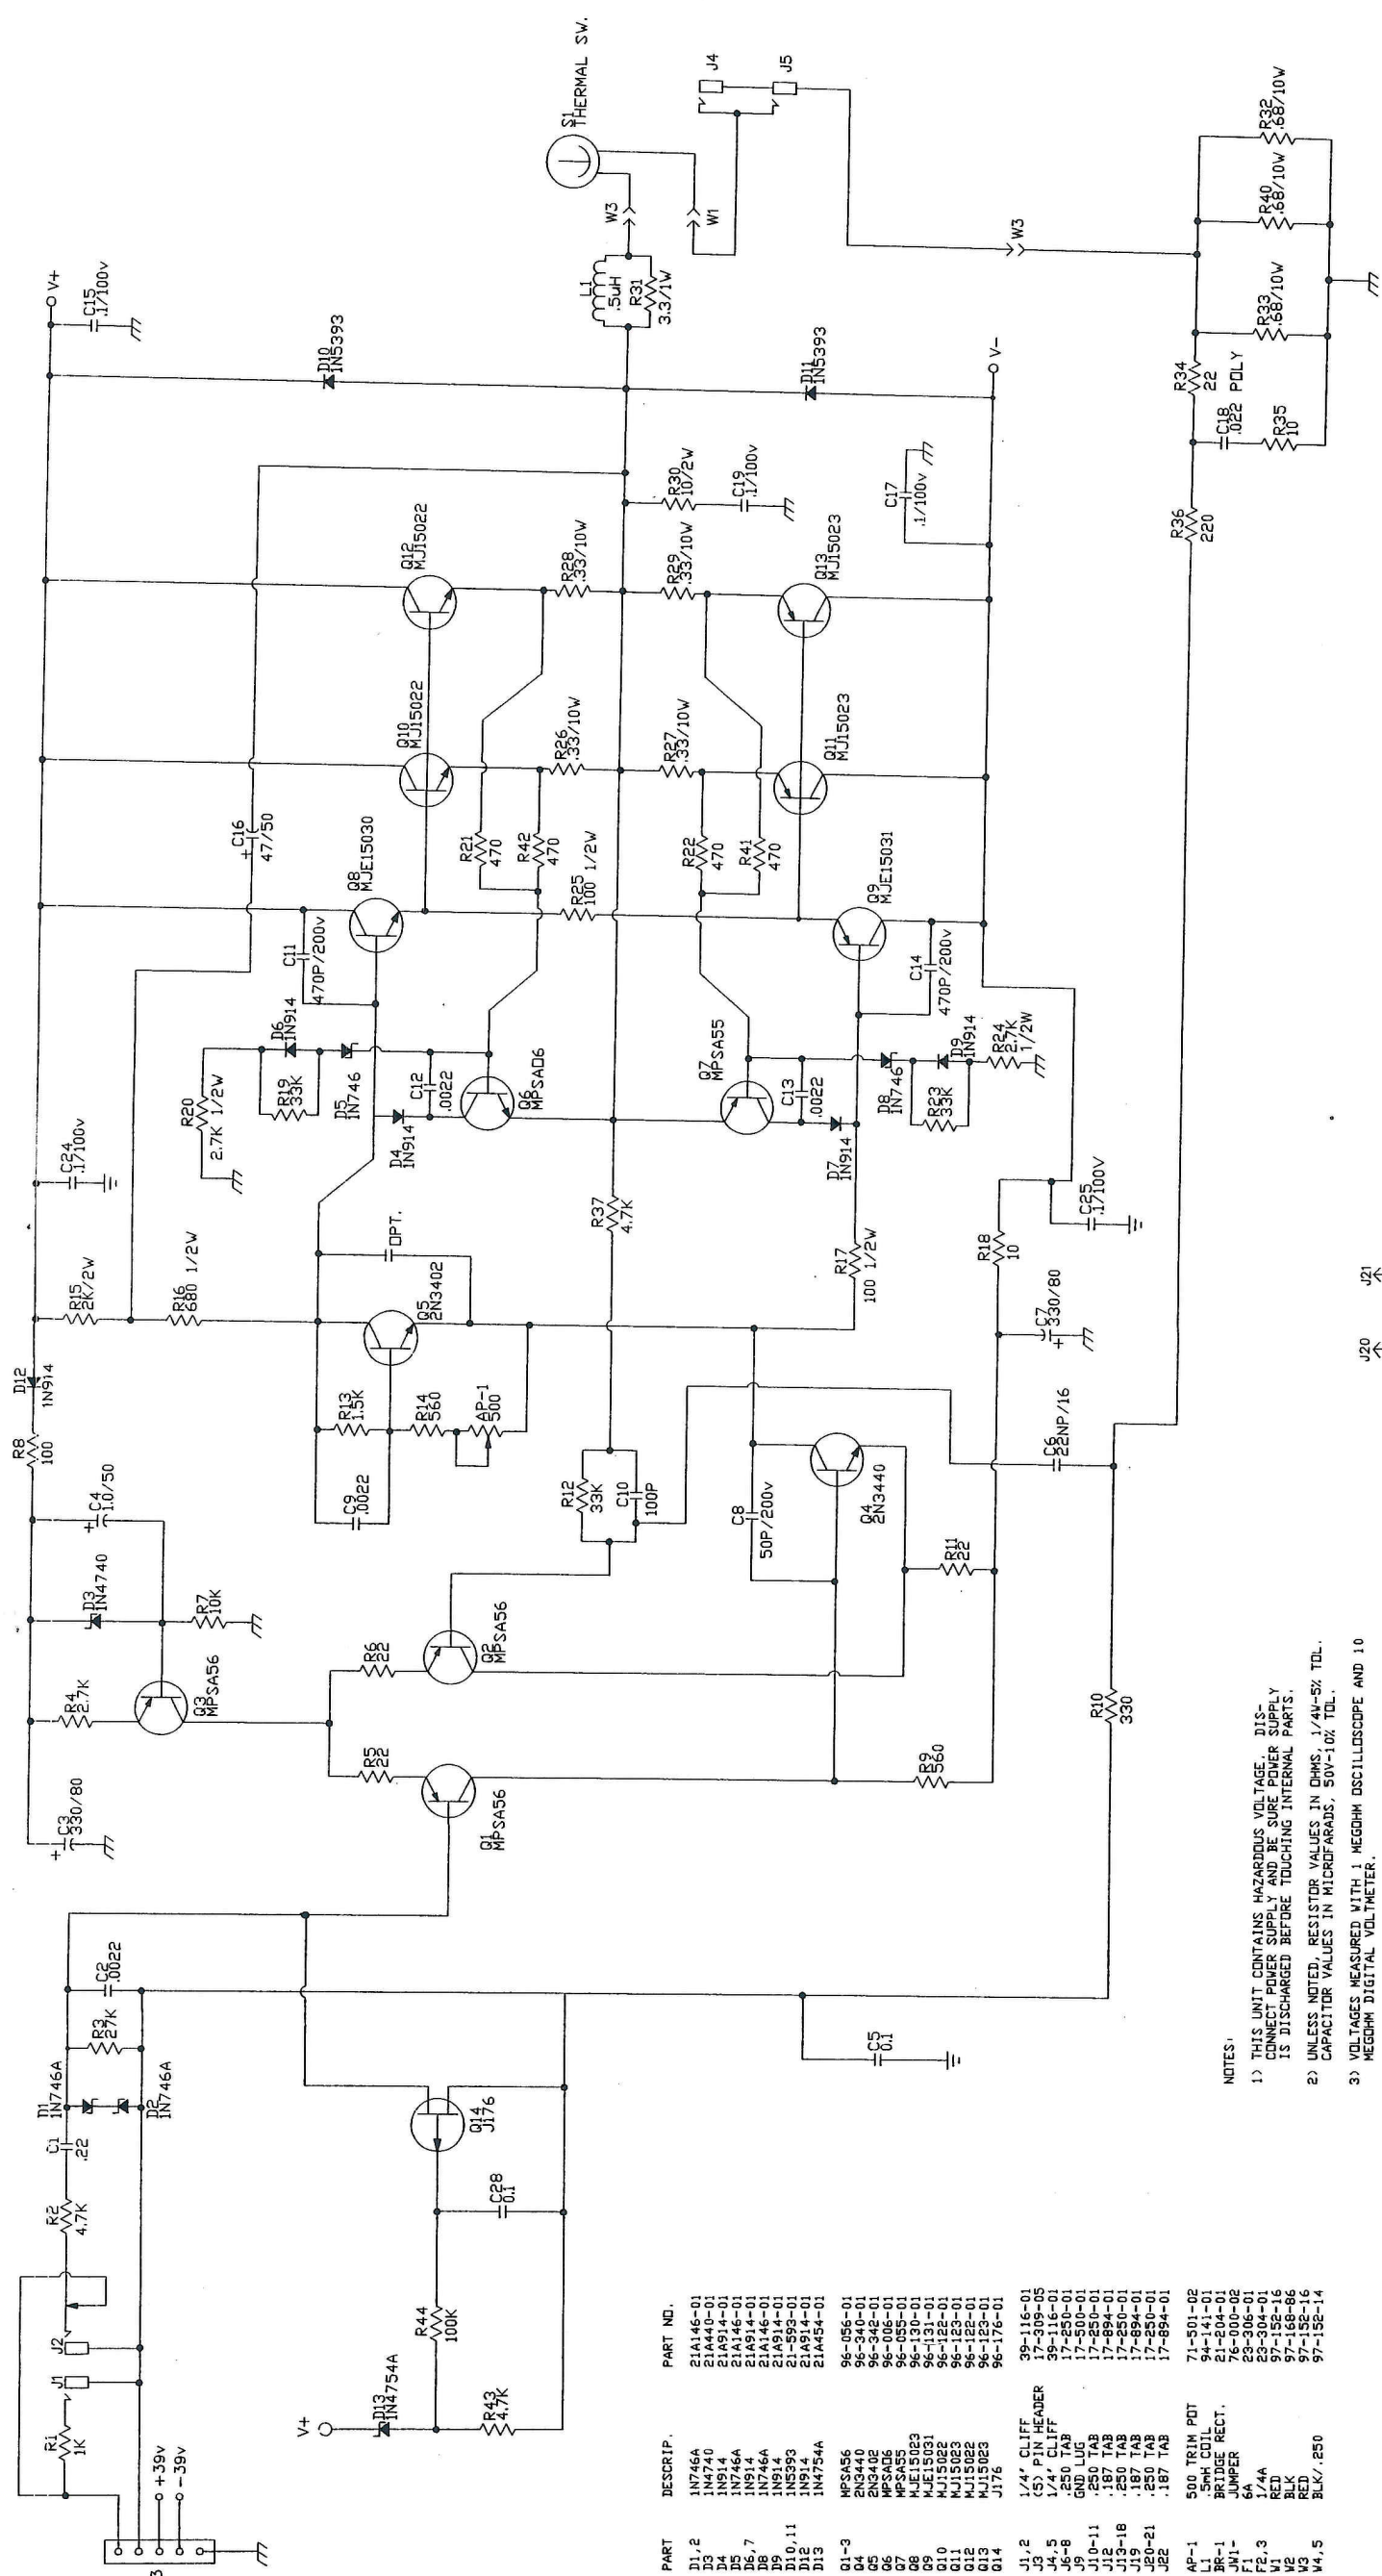 THERMAL SW.
S1
J4
J5
W3
W1
W3
L1
.5uH
R31
3.3/1W
V+
C15
.1/100v
D10
1N5393
D11
1N5393
V-
R30
10/2W
C19
.1/100v
C17
.1/100v
R32
.68/10W
R40
.68/10W
R33
.68/10W
R34
22
C18
.022 POLY
R35
10
R36
220
Q12
MJ15022
R28
.33/10W
R29
.33/10W
Q13
MJ15023
Q10
MJ15022
R26
.33/10W
R27
.33/10W
Q11
MJ15023
C16
+ 47/50
Q8
MJE15030
R21
470
R42
470
R25
100 1/2W
R22
470
R41
470
Q9
MJE15031
C11
470P/200v
C14
470P/200v
D6
1N914
R19
33K
D5
1N746
C12
.0022
R20
2.7K 1/2W
D4
1N914
Q6
MPSA06
Q7
MPSA55
C13
.0022
D7
1N914
D8
1N746
D9
1N914
R23
33K
R24
2.7K
1/2W
C24
.1/100v
R37
4.7K
R17
100 1/2W
R18
10
C25
.1/100V
R15
2K/2W
R16
680 1/2W
OPT.
Q5
2N3402
D12
1N914
R8
100
R13
1.5K
R14
560
AP-1
500
C9
.0022
C4
+ 1.0/50
R12
33K
C10
100P
C8
50P/200v
Q4
2N3440
C7
+ 330/80
C6
22NP/16
J21
J20
D3
1N4740
R7
10K
R4
2.7K
Q3
MPSA56
R6
22
Q2
MPSA56
R5
22
Q1
MPSA56
R11
22
R9
560
R10
330
C3
+ 330/80
C2
.0022
R3
27K
D1
1N746A
D2
1N746A
C1
.22
R2
4.7K
J2
J1
R1
1K
+39v
-39v
3
C5
0.1
Q14
J176
C28
0.1
R44
100K
V+
D13
1N4754A
R43
4.7K
NOTES:
1) THIS UNIT CONTAINS HAZARDOUS VOLTAGE. DIS-
CONNECT POWER SUPPLY AND BE SURE POWER SUPPLY
IS DISCHARGED BEFORE TOUCHING INTERNAL PARTS.
2) UNLESS NOTED, RESISTOR VALUES IN OHMS, 1/4W-5% TOL.
CAPACITOR VALUES IN MICROFARADS, 50V-10% TOL.
3) VOLTAGES MEASURED WITH 1 MEGOHM OSCILLOSCOPE AND 10
MEGOHM DIGITAL VOLTMETER.
PART DESCRIP. PART NO.
D1,2 1N746A 21A146-01
D3 1N4740 21A440-01
D4 1N914 21A914-01
D5 1N746A 21A146-01
D6,7 1N914 21A914-01
D8 1N746A 21A146-01
D9 1N914 21A914-01
D10,11 1N5393 21-593-01
D12 1N914 21A914-01
D13 1N4754A 21A454-01
Q1-3 MPSA56 96-056-01
Q4 2N3440 96-340-01
Q5 2N3402 96-342-01
Q6 MPSA06 96-006-01
Q7 MPSA55 96-055-01
Q8 MJE15023 96-130-01
Q9 MJE15031 96-131-01
Q10 MJ15022 96-122-01
Q11 MJ15023 96-123-01
Q12 MJ15022 96-122-01
Q13 MJ15023 96-123-01
Q14 J176 96-176-01
J1,2 1/4" CLIFF 39-116-01
J3 (5) PIN HEADER 17-309-05
J4,5 1/4" CLIFF 39-116-01
J6-8 .250 TAB 17-250-01
J9 GND LUG 17-500-01
J10-11 .250 TAB 17-250-01
J12 .187 TAB 17-894-01
J13-18 .250 TAB 17-250-01
J19 .187 TAB 17-894-01
J20-21 .250 TAB 17-250-01
J22 .187 TAB 17-894-01
AP-1 500 TRIM POT 71-501-02
L1 .5mH COIL 94-141-01
BR-1 BRIDGE RECT. 21-204-01
JW1- JUMPER 76-000-02
F1 6A 23-306-01
F2,3 1/4A 23-304-01
W1 RED 97-152-16
W2 BLK 97-168-86
W3 RED 97-152-16
W4,5 BLK/.250 97-152-14